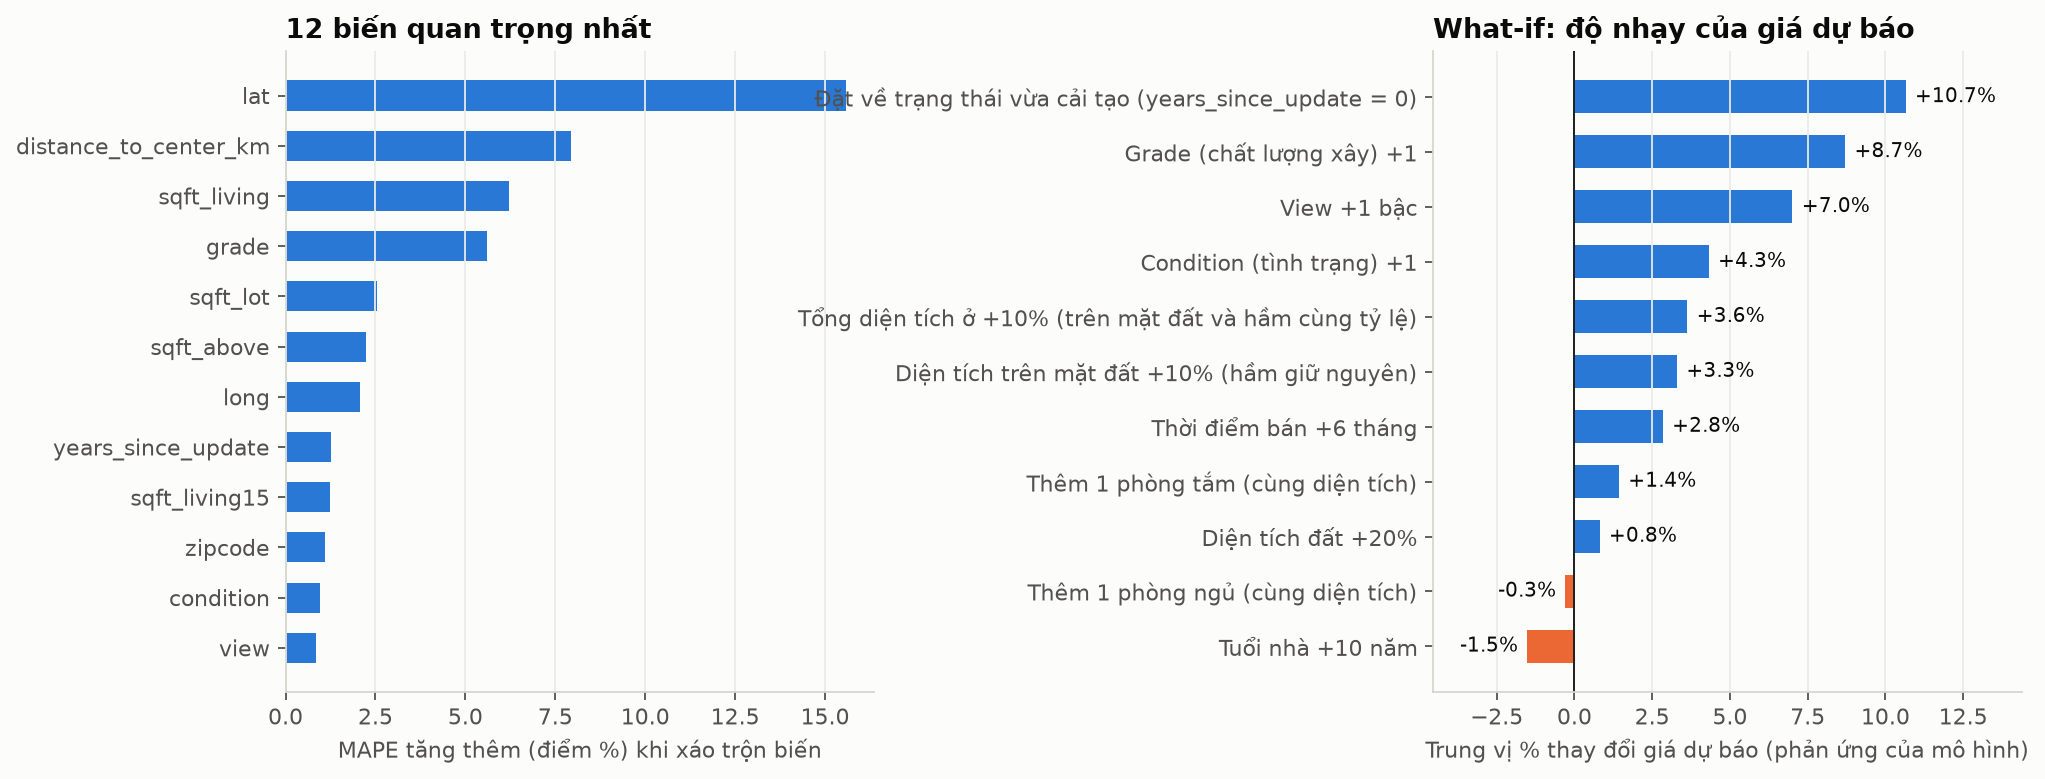 12 biến quan trọng nhất
lat
distance_to_center_km
sqft_living
grade
sqft_lot
sqft_above
long
years_since_update
sqft_living15
zipcode
condition
view
0.0 2.5 5.0 7.5 10.0 12.5 15.0
MAPE tăng thêm (điểm %) khi xáo trộn biến
What-if: độ nhạy của giá dự báo
Đặt về trạng thái vừa cải tạo (years_since_update = 0) +10.7%
Grade (chất lượng xây) +1 +8.7%
View +1 bậc +7.0%
Condition (tình trạng) +1 +4.3%
Tổng diện tích ở +10% (trên mặt đất và hầm cùng tỷ lệ) +3.6%
Diện tích trên mặt đất +10% (hầm giữ nguyên) +3.3%
Thời điểm bán +6 tháng +2.8%
Thêm 1 phòng tắm (cùng diện tích) +1.4%
Diện tích đất +20% +0.8%
Thêm 1 phòng ngủ (cùng diện tích) -0.3%
Tuổi nhà +10 năm -1.5%
−2.5 0.0 2.5 5.0 7.5 10.0 12.5
Trung vị % thay đổi giá dự báo (phản ứng của mô hình)